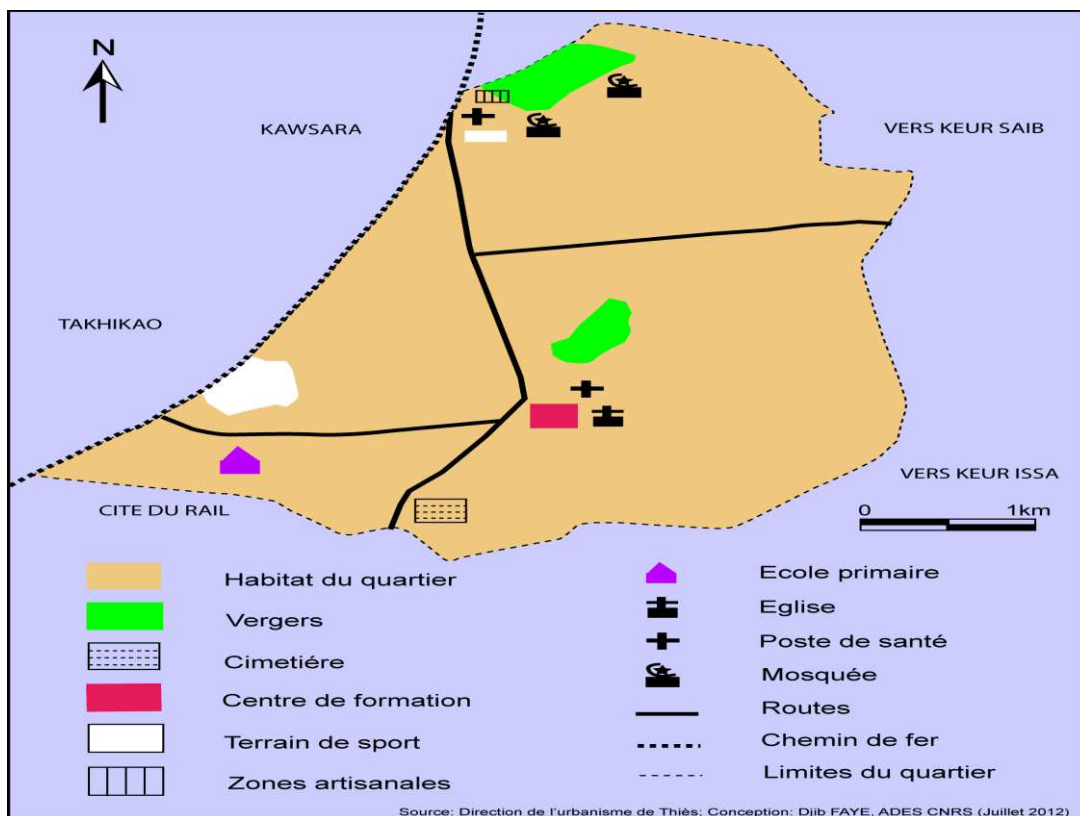 N
KAWSARA
VERS KEUR SAIB
TAKHIKAO
VERS KEUR ISSA
CITE DU RAIL
0 1km
Habitat du quartier
Vergers
Cimetiére
Centre de formation
Terrain de sport
Zones artisanales
Ecole primaire
Eglise
Poste de santé
Mosquée
Routes
Chemin de fer
Limites du quartier
Source: Direction de l'urbanisme de Thiès; Conception: Djib FAYE, ADES CNRS (Juillet 2012)